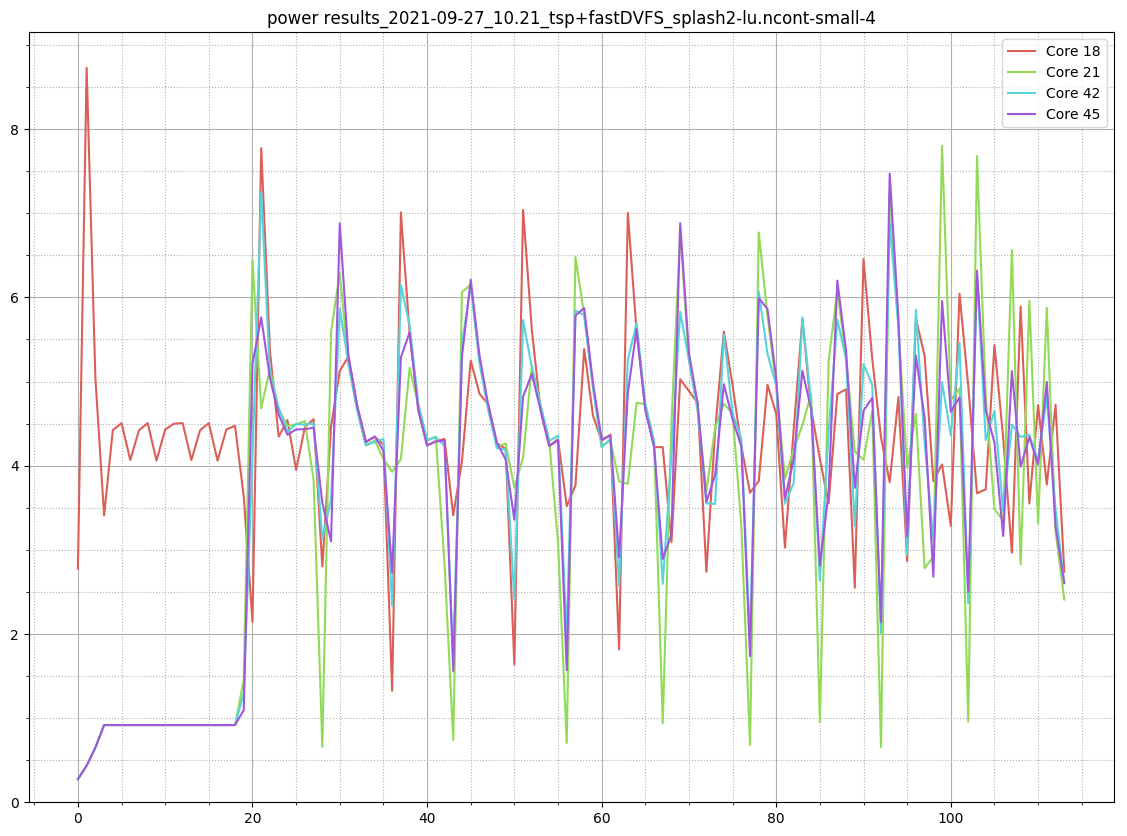 power results_2021-09-27_10.21_tsp+fastDVFS_splash2-lu.ncont-small-4
Core 18
Core 21
Core 42
Core 45
8
6
4
2
0
0 20 40 60 80 100